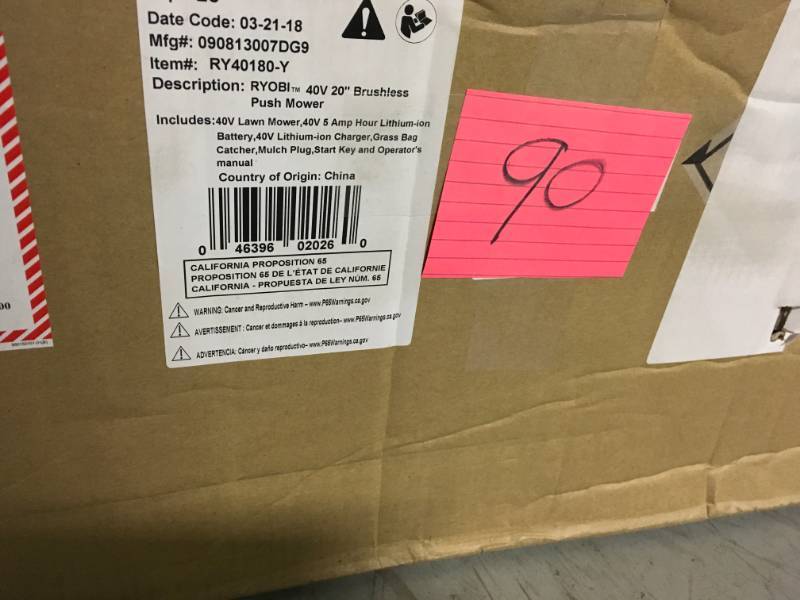 Date Code: 03-21-18
Mfg#: 090813007DG9
Item#: RY40180-Y
Description: RYOBI™ 40V 20" Brushless
Push Mower
Includes:40V Lawn Mower,40V 5 Amp Hour Lithium-ion
Battery,40V Lithium-ion Charger,Grass Bag
Catcher,Mulch Plug,Start Key and Operator's
manual
Country of Origin: China
0 46396 02026 0
CALIFORNIA PROPOSITION 65
PROPOSITION 65 DE L'ÉTAT DE CALIFORNIE
CALIFORNIA - PROPUESTA DE LEY NÚM. 65
WARNING: Cancer and Reproductive Harm – www.P65Warnings.ca.gov
AVERTISSEMENT : Cancer et dommages à la reproduction– www.P65Warnings.ca.gov
ADVERTENCIA: Cáncer y daño reproductivo– www.P65Warnings.ca.gov
90